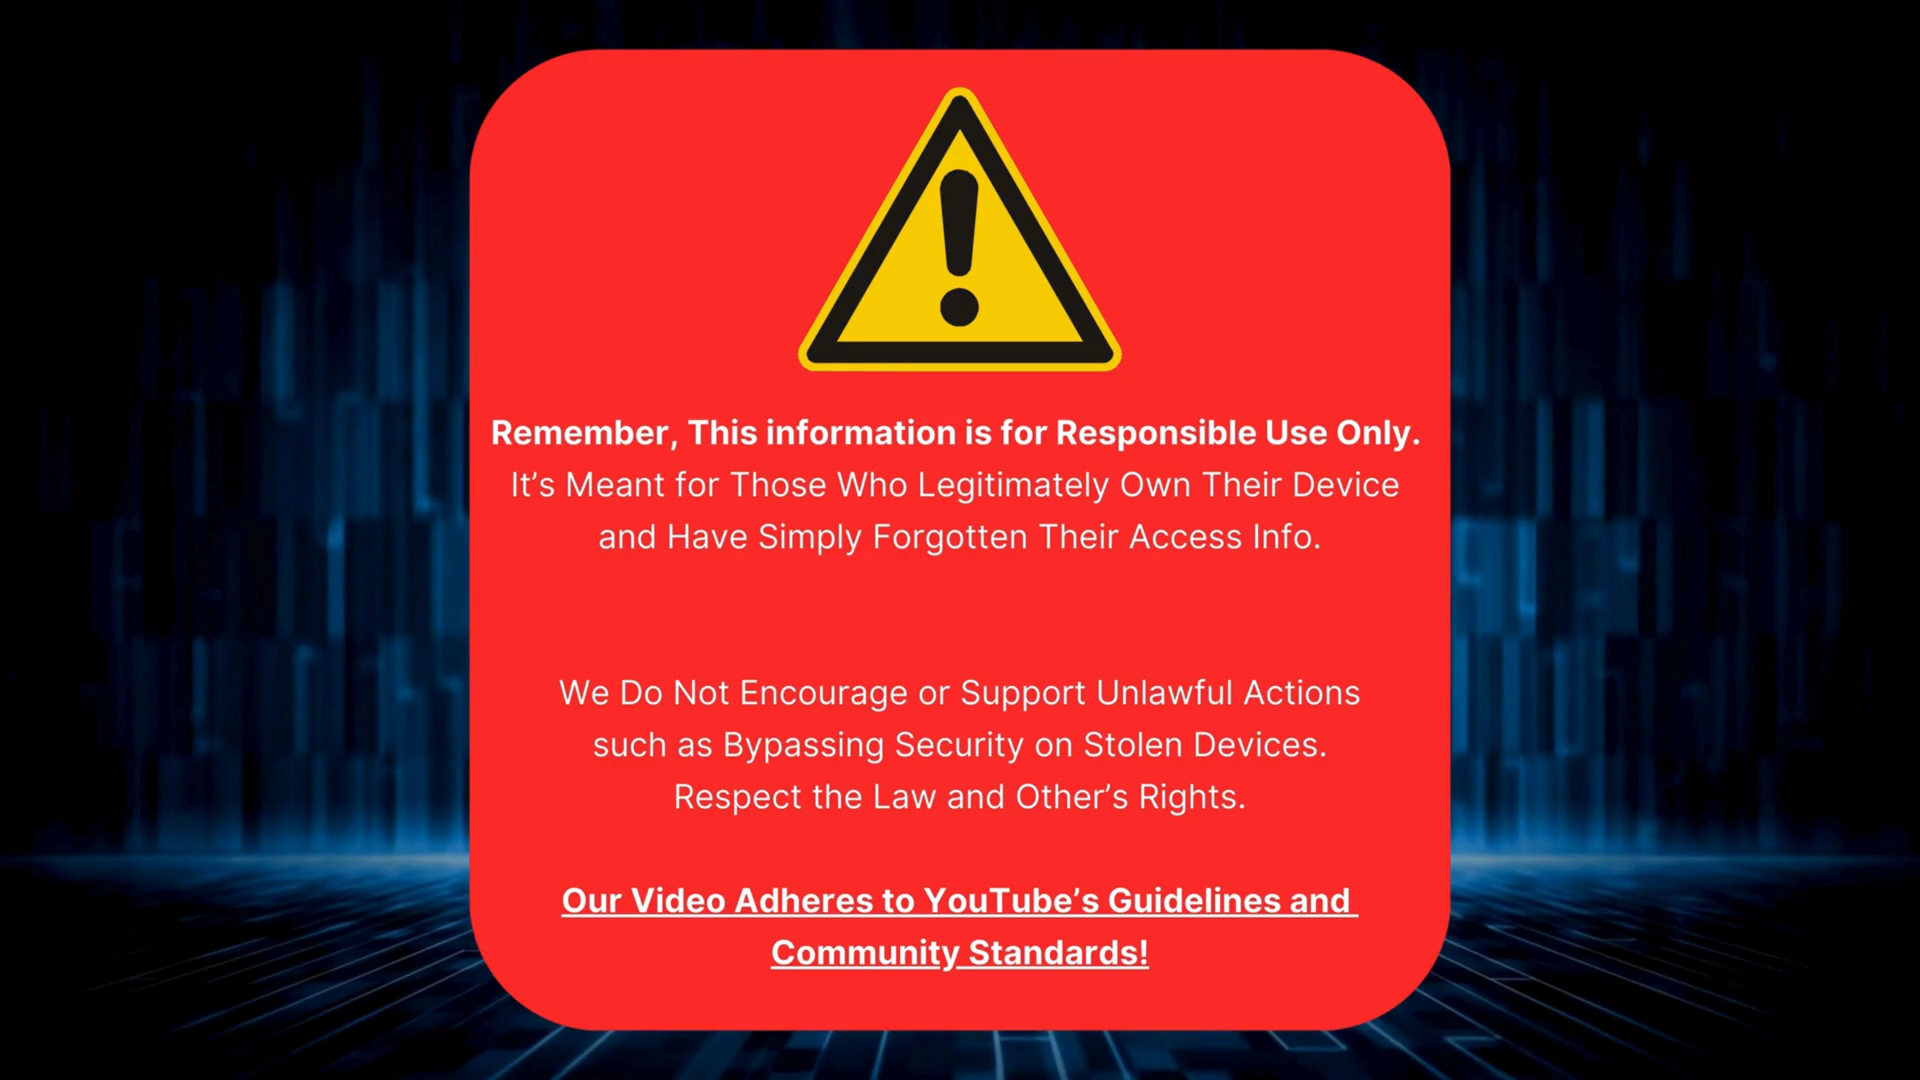 Remember, This information is for Responsible Use Only.
It’s Meant for Those Who Legitimately Own Their Device
and Have Simply Forgotten Their Access Info.
We Do Not Encourage or Support Unlawful Actions
such as Bypassing Security on Stolen Devices.
Respect the Law and Other’s Rights.
Our Video Adheres to YouTube’s Guidelines and
Community Standards!